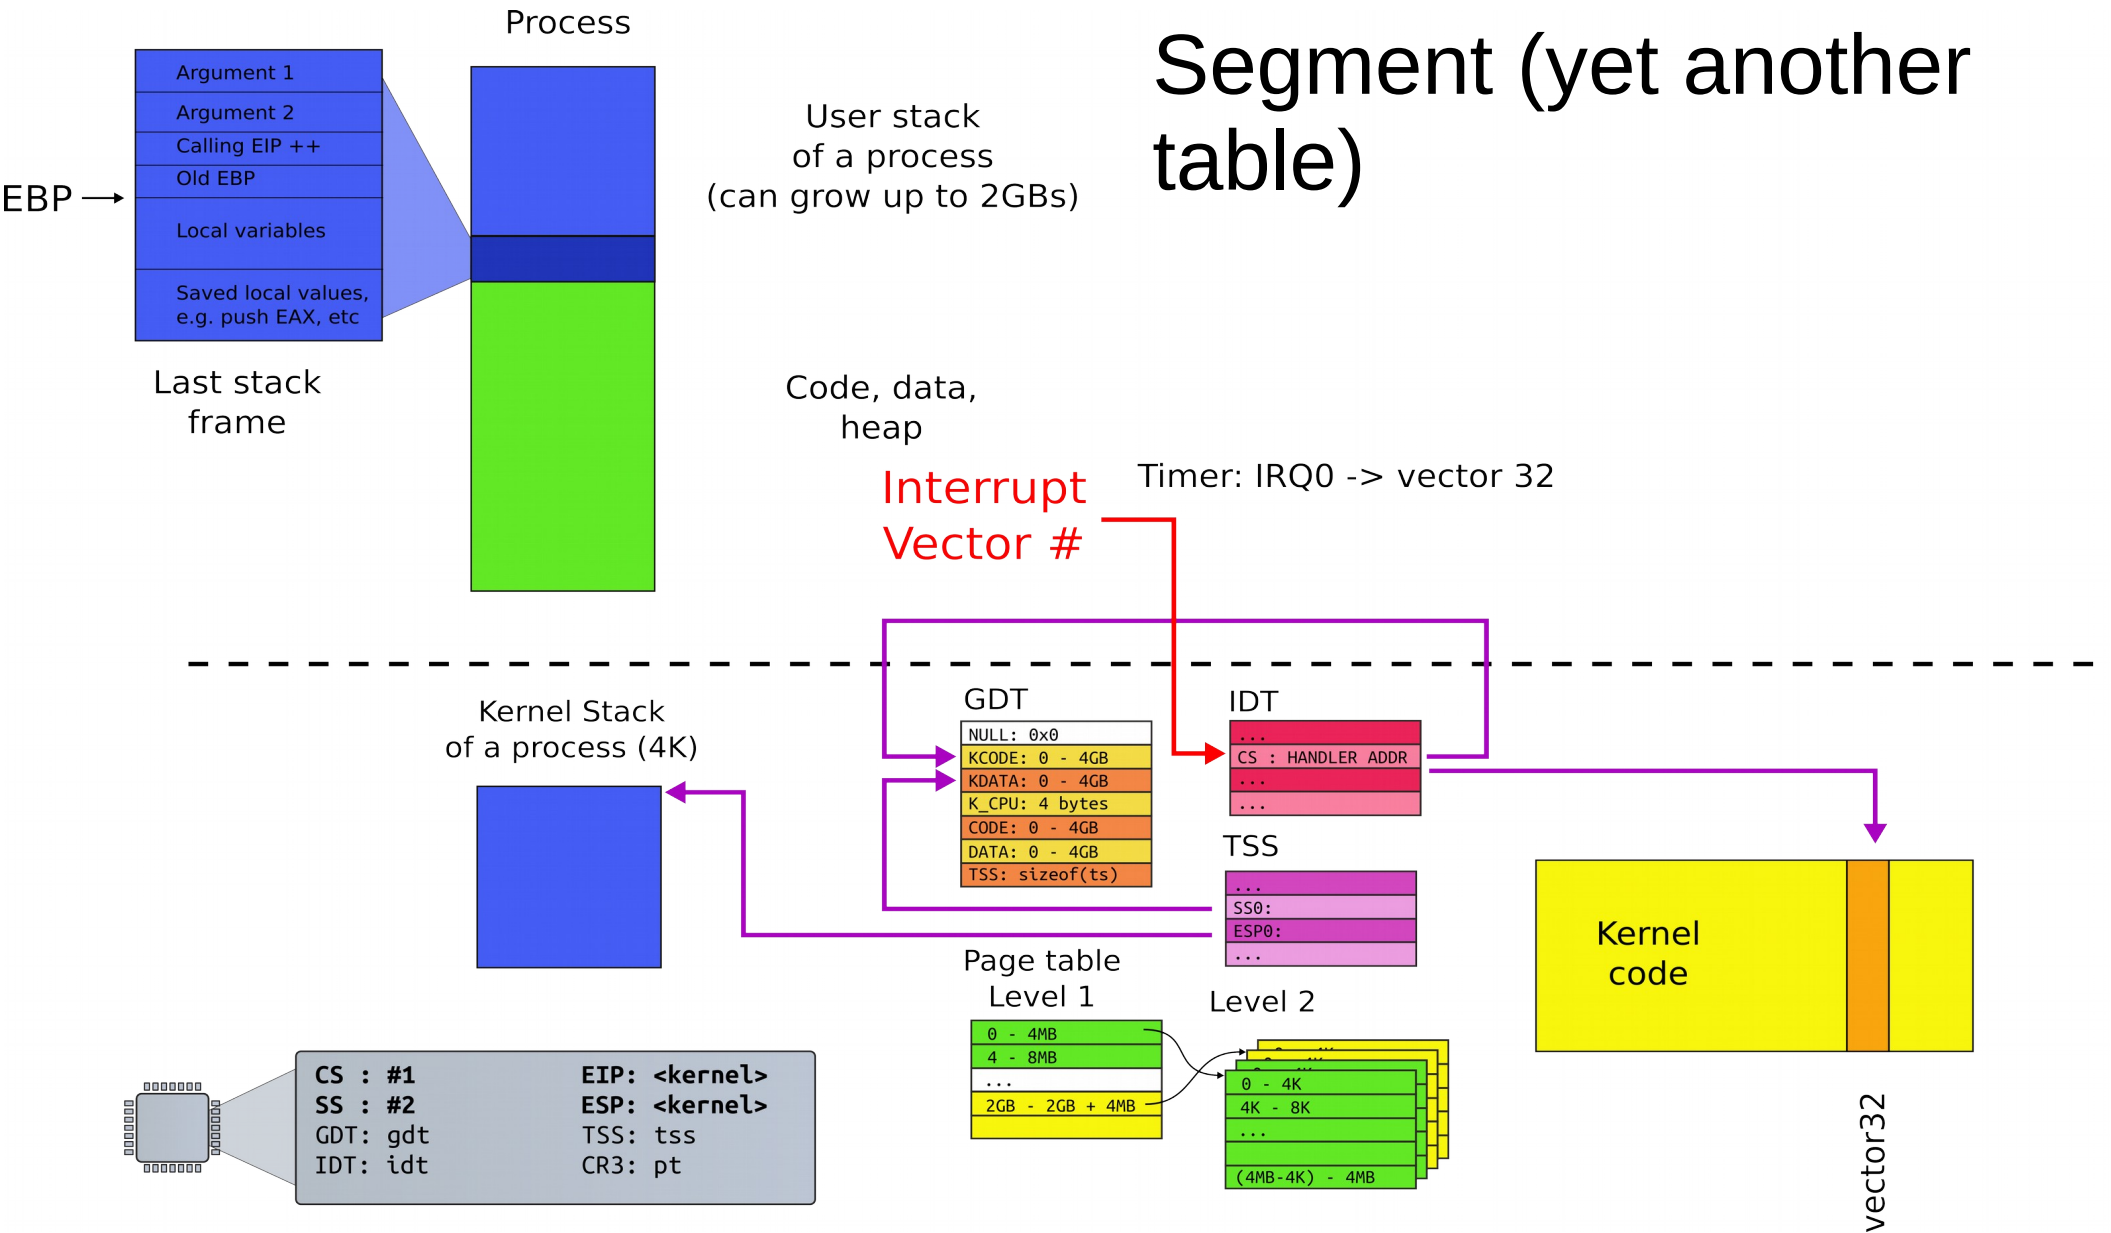 Segment (yet another
table)
Process
Argument 1
Argument 2
Calling EIP ++
Old EBP
Local variables
Saved local values,
e.g. push EAX, etc
EBP
Last stack
frame
User stack
of a process
(can grow up to 2GBs)
Code, data,
heap
Interrupt
Vector #
Timer: IRQ0 -> vector 32
Kernel Stack
of a process (4K)
GDT
NULL: 0x0
KCODE: 0 - 4GB
KDATA: 0 - 4GB
K_CPU: 4 bytes
CODE: 0 - 4GB
DATA: 0 - 4GB
TSS: sizeof(ts)
IDT
...
CS : HANDLER ADDR
...
...
TSS
...
SS0:
ESP0:
...
Kernel
code
vector32
Page table
Level 1
0 - 4MB
4 - 8MB
...
2GB - 2GB + 4MB
Level 2
0 - 4K
4K - 8K
...
(4MB-4K) - 4MB
CS : #1 EIP: <kernel>
SS : #2 ESP: <kernel>
GDT: gdt TSS: tss
IDT: idt CR3: pt